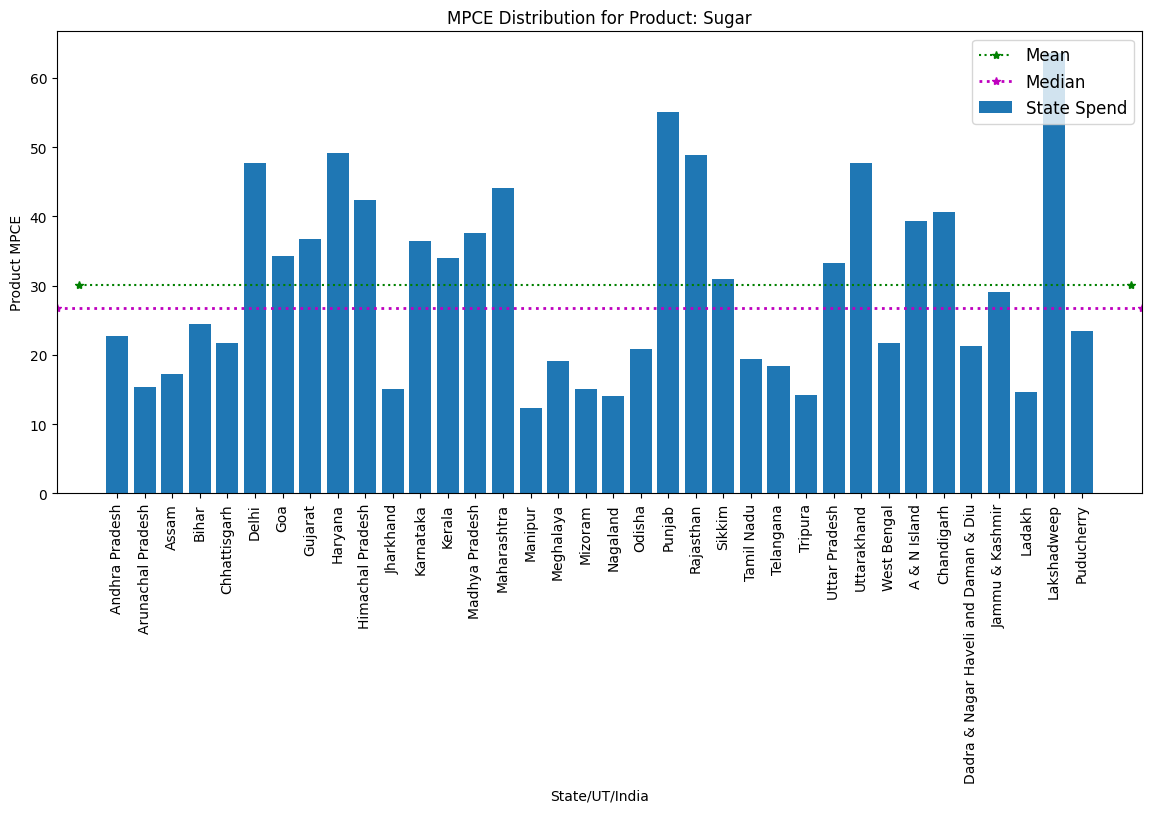 MPCE Distribution for Product: Sugar
Mean
Median
State Spend
Product MPCE
60
50
40
30
20
10
0
Andhra Pradesh
Arunachal Pradesh
Assam
Bihar
Chhattisgarh
Delhi
Goa
Gujarat
Haryana
Himachal Pradesh
Jharkhand
Karnataka
Kerala
Madhya Pradesh
Maharashtra
Manipur
Meghalaya
Mizoram
Nagaland
Odisha
Punjab
Rajasthan
Sikkim
Tamil Nadu
Telangana
Tripura
Uttar Pradesh
Uttarakhand
West Bengal
A & N Island
Chandigarh
Dadra & Nagar Haveli and Daman & Diu
Jammu & Kashmir
Ladakh
Lakshadweep
Puducherry
State/UT/India